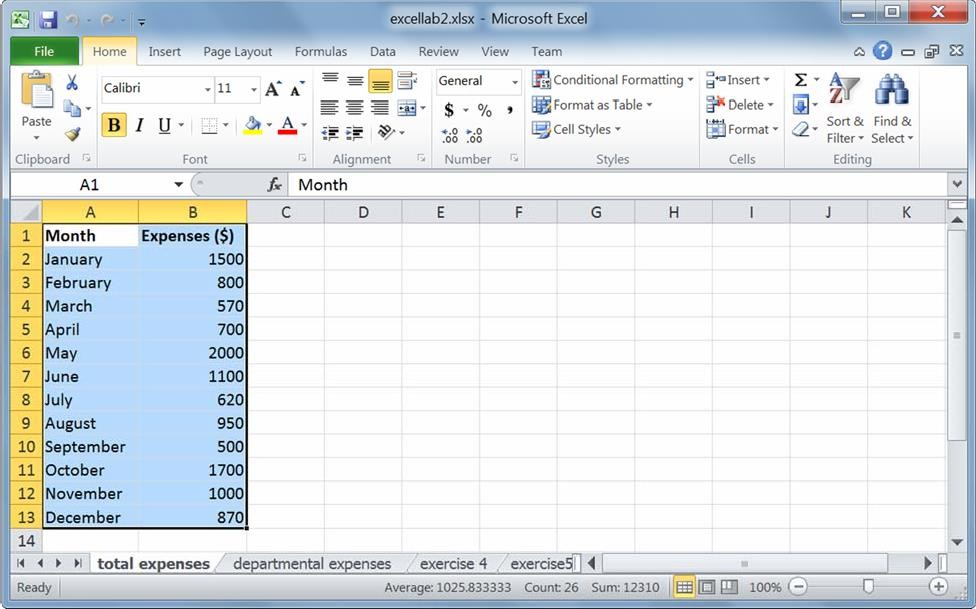 excellab2.xlsx - Microsoft Excel
File Home Insert Page Layout Formulas Data Review View Team
Calibri 11 General Conditional Formatting Insert Σ
Paste B I U A $ % , Format as Table Delete Sort & Filter Find & Select
Cell Styles Format
Clipboard Font Alignment Number Styles Cells Editing
A1 fx Month
A B C D E F G H I J K
1 Month Expenses ($)
2 January 1500
3 February 800
4 March 570
5 April 700
6 May 2000
7 June 1100
8 July 620
9 August 950
10 September 500
11 October 1700
12 November 1000
13 December 870
14
total expenses departmental expenses exercise 4 exercise5
Ready Average: 1025.833333 Count: 26 Sum: 12310 100%